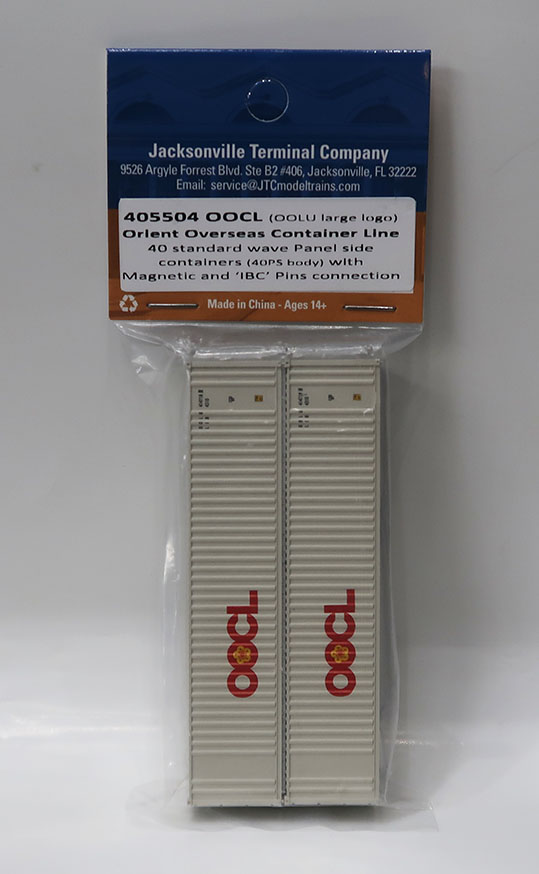 Jacksonville Terminal Company
9526 Argyle Forrest Blvd. Ste B2 #406, Jacksonville, FL 32222
Email: service@JTCmodeltrains.com
405504 OOCL (OOLU large logo)
Orient Overseas Container Line
40 standard wave Panel side
containers (40PS body) with
Magnetic and ‘IBC’ Pins connection
Made in China - Ages 14+
OOCL
OOCL